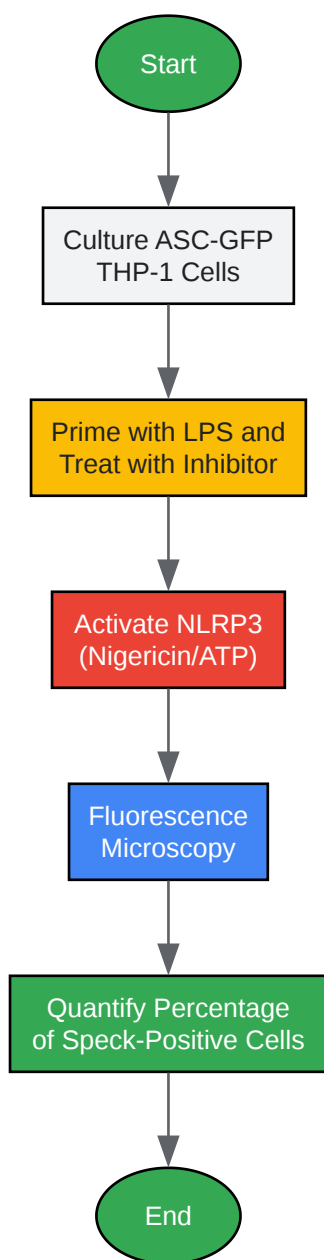 Start
Culture ASC-GFP
THP-1 Cells
Prime with LPS and
Treat with Inhibitor
Activate NLRP3
(Nigericin/ATP)
Fluorescence
Microscopy
Quantify Percentage
of Speck-Positive Cells
End